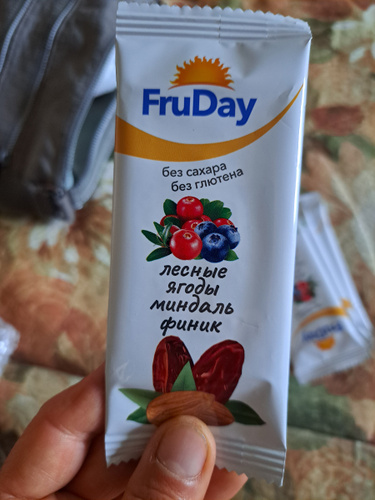 FruDay
без сахара
без глютена
лесные
ягоды
миндаль
финик